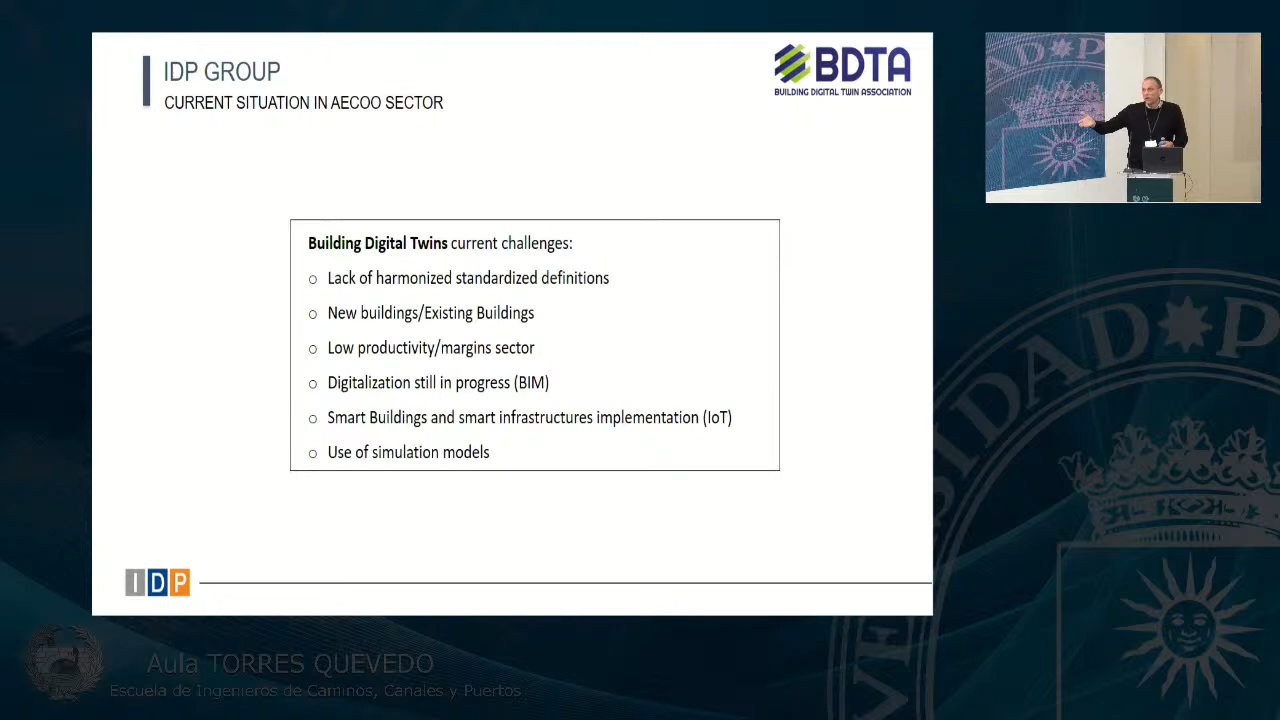 IDP GROUP
CURRENT SITUATION IN AECOO SECTOR
BDTA
BUILDING DIGITAL TWIN ASSOCIATION
Building Digital Twins current challenges:
Lack of harmonized standardized definitions
New buildings/Existing Buildings
Low productivity/margins sector
Digitalization still in progress (BIM)
Smart Buildings and smart infrastructures implementation (IoT)
Use of simulation models
IDP
Aula TORRES QUEVEDO
Escuela de Ingenieros de Caminos, Canales y Puertos
AD P
VERSIDAD P